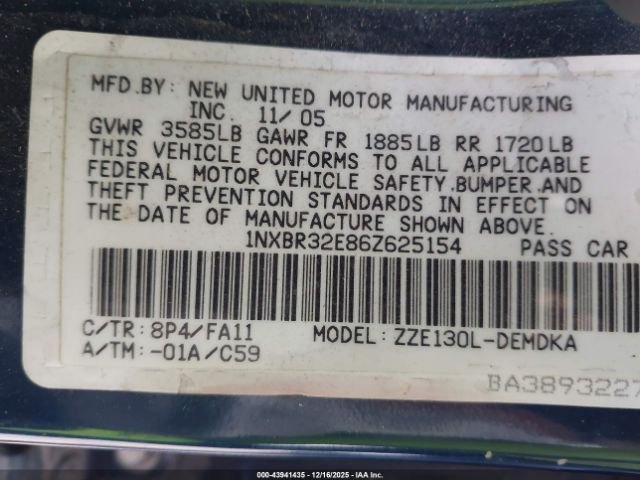 MFD.BY: NEW UNITED MOTOR MANUFACTURING
INC. 11/05
GVWR 3585LB GAWR FR 1885LB RR 1720LB
THIS VEHICLE CONFORMS TO ALL APPLICABLE
FEDERAL MOTOR VEHICLE SAFETY,BUMPER,AND
THEFT PREVENTION STANDARDS IN EFFECT ON
THE DATE OF MANUFACTURE SHOWN ABOVE.
1NXBR32E86Z625154 PASS CAR
C/TR: 8P4/FA11 MODEL: ZZE130L-DEMDKA
A/TM: -01A/C59
BA3893227
000-43941435 - 12/16/2025 - IAA Inc.